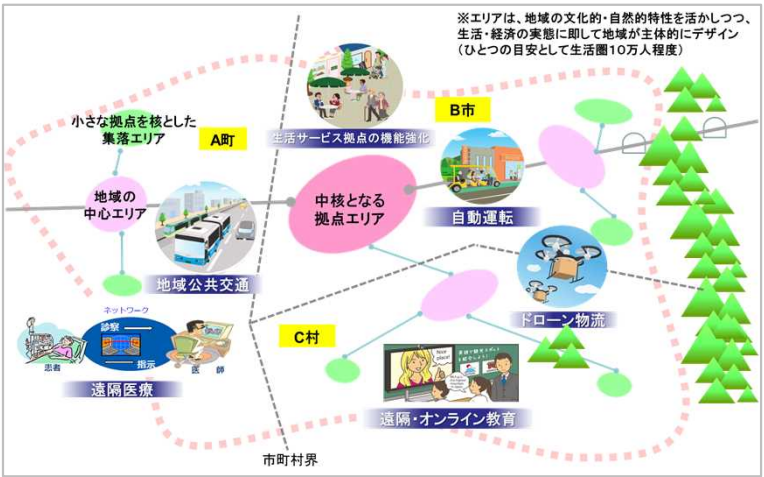 ※エリアは、地域の文化的・自然的特性を活かしつつ、
生活・経済の実態に即して地域が主体的にデザイン
（ひとつの目安として生活圏１０万人程度）
小さな拠点を核とした
集落エリア
A町
生活サービス拠点の機能強化
B市
地域の
中心エリア
中核となる
拠点エリア
自動運転
地域公共交通
ドローン物流
ネットワーク
診察
指示
患者
医 師
遠隔医療
C村
Nice
place!
遠隔・オンライン教育
市町村界